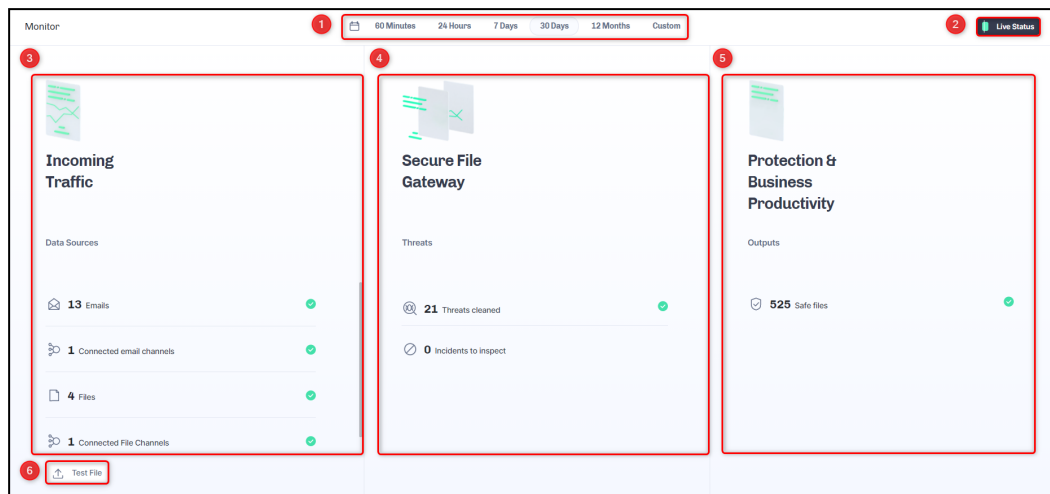 Monitor
1
60 Minutes 24 Hours 7 Days 30 Days 12 Months Custom
2
Live Status
3
Incoming
Traffic
Data Sources
13 Emails
1 Connected email channels
4 Files
1 Connected File Channels
4
Secure File
Gateway
Threats
21 Threats cleaned
0 Incidents to inspect
5
Protection &
Business
Productivity
Outputs
525 Safe files
6
Test File